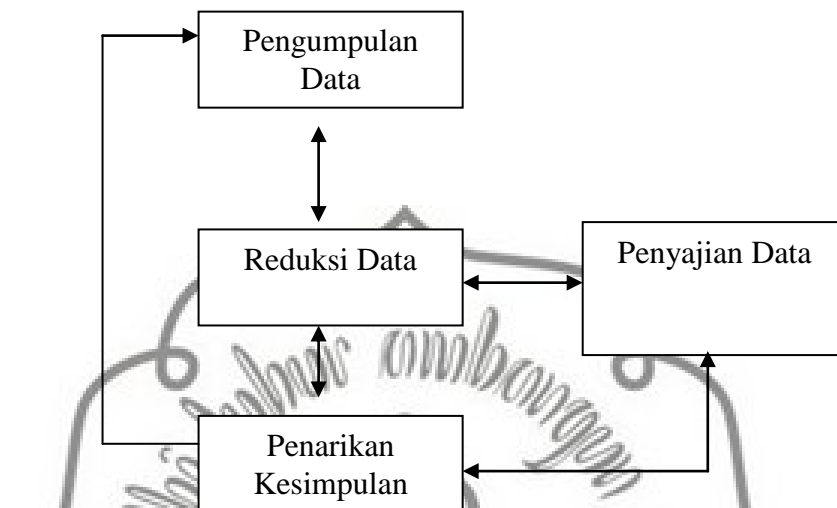 Pengumpulan
Data
Reduksi Data
Penyajian Data
Penarikan
Kesimpulan